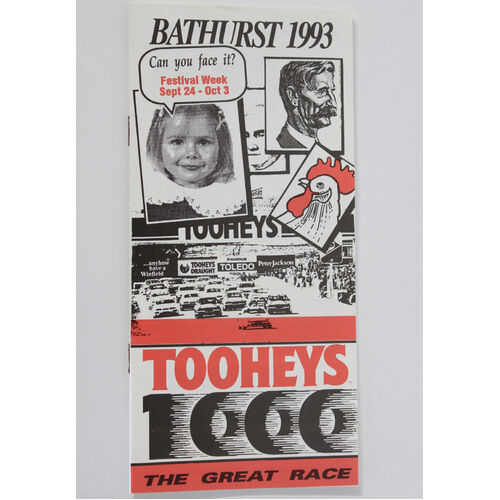 BATHURST 1993
Can you face it?
Festival Week
Sept 24 - Oct 3
TOOHEYS
...anyhow
have a
Winfield
TOOHEYS
DRAUGHT
FAMOUS
TOLEDO
Peter Jackson
TOOHEYS
1000
THE GREAT RACE